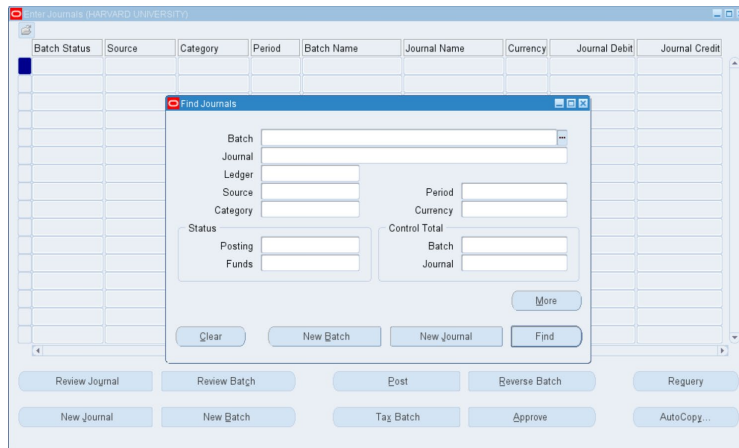 Enter Journals (HARVARD UNIVERSITY)
Batch Status Source Category Period Batch Name Journal Name Currency Journal Debit Journal Credit
Find Journals
Batch
Journal
Ledger
Source Period
Category Currency
Status Control Total
Posting Batch
Funds Journal
More
Clear New Batch New Journal Find
Review Journal Review Batch Post Reverse Batch Requery
New Journal New Batch Tax Batch Approve AutoCopy...